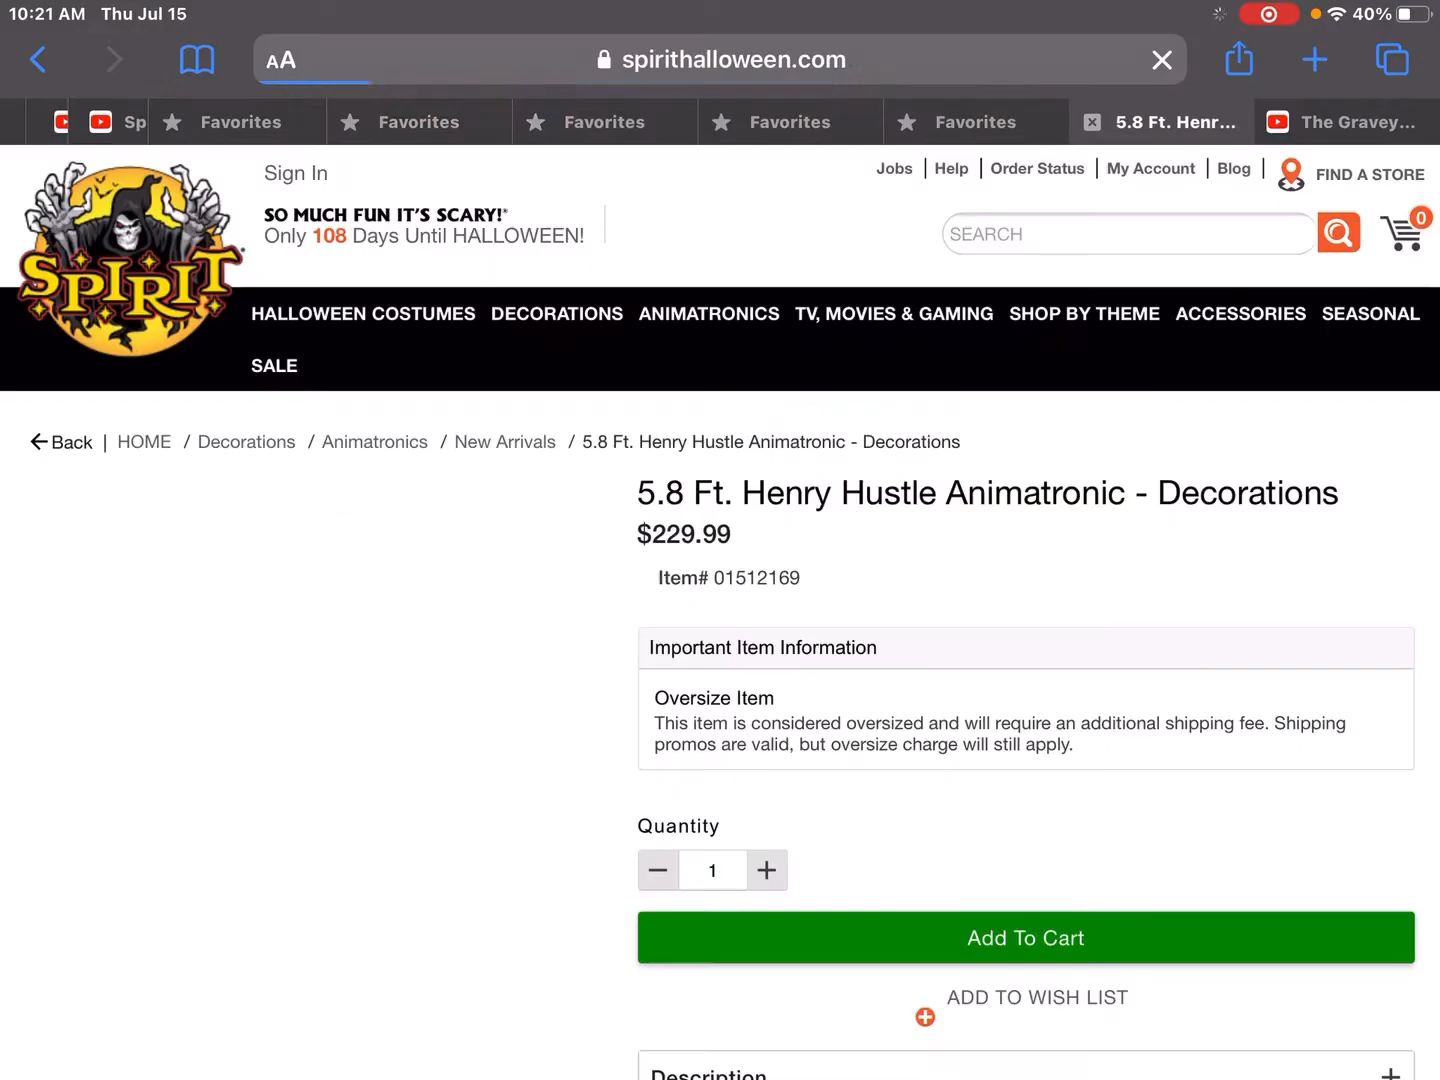 10:21 AM Thu Jul 15
40%
AA
spirithalloween.com
Sp
Favorites
Favorites
Favorites
Favorites
Favorites
5.8 Ft. Henr...
The Gravey...
SPIRIT
Sign In
Jobs | Help | Order Status | My Account | Blog |
FIND A STORE
SO MUCH FUN IT'S SCARY!®
Only 108 Days Until HALLOWEEN!
SEARCH
0
HALLOWEEN COSTUMES DECORATIONS ANIMATRONICS TV, MOVIES & GAMING SHOP BY THEME ACCESSORIES SEASONAL
SALE
Back | HOME / Decorations / Animatronics / New Arrivals / 5.8 Ft. Henry Hustle Animatronic - Decorations
5.8 Ft. Henry Hustle Animatronic - Decorations
$229.99
Item# 01512169
Important Item Information
Oversize Item
This item is considered oversized and will require an additional shipping fee. Shipping
promos are valid, but oversize charge will still apply.
Quantity
1
Add To Cart
ADD TO WISH LIST
Description